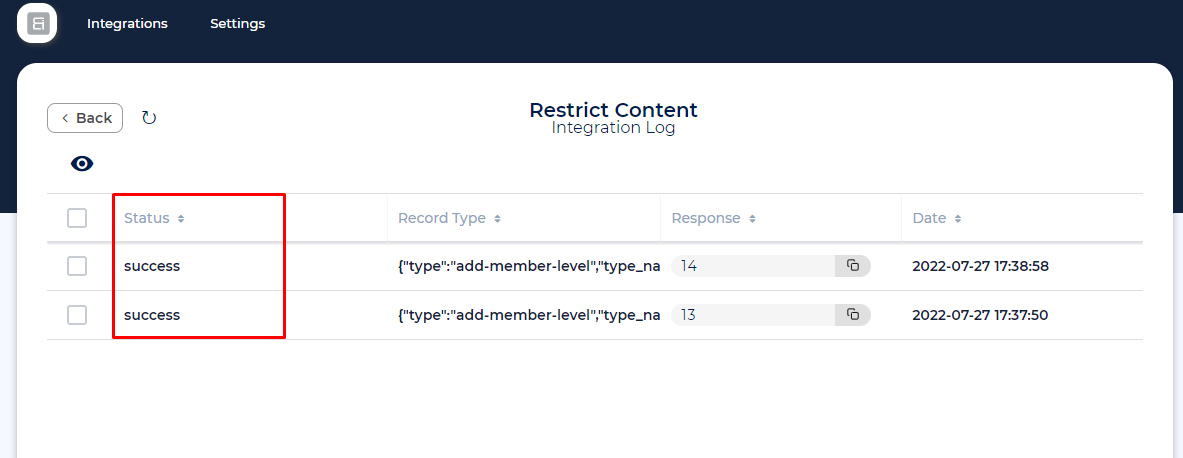 Integrations Settings
Back
Restrict Content
Integration Log
Status Record Type Response Date
success {"type":"add-member-level","type_na 14 2022-07-27 17:38:58
success {"type":"add-member-level","type_na 13 2022-07-27 17:37:50